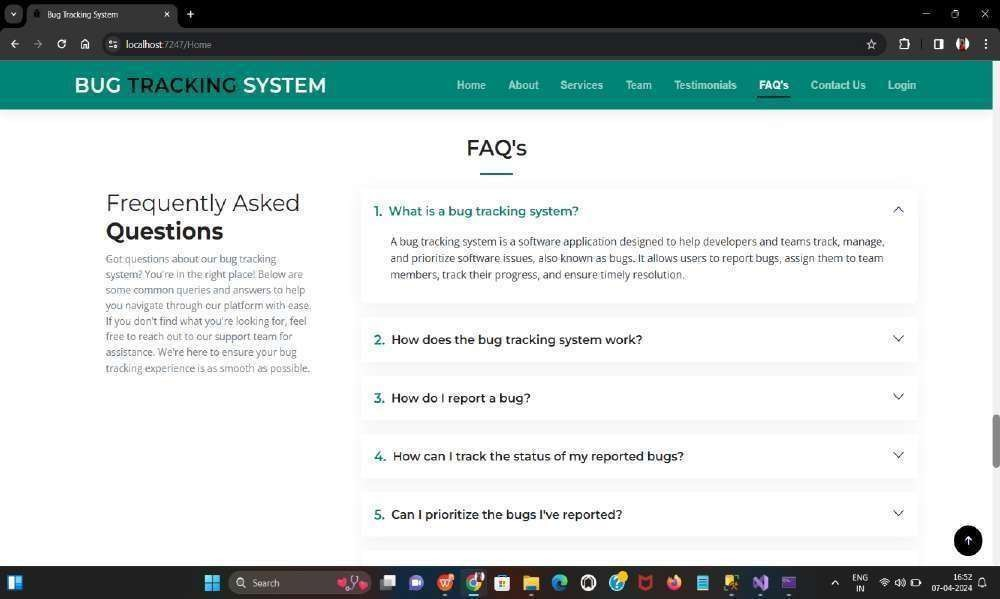 Bug Tracking System
localhost:7247/Home
BUG TRACKING SYSTEM
Home About Services Team Testimonials FAQ's Contact Us Login
FAQ's
Frequently Asked
Questions
Got questions about our bug tracking
system? You're in the right place! Below are
some common queries and answers to help
you navigate through our platform with ease.
If you don't find what you're looking for, feel
free to reach out to our support team for
assistance. We're here to ensure your bug
tracking experience is as smooth as possible.
1. What is a bug tracking system?
A bug tracking system is a software application designed to help developers and teams track, manage,
and prioritize software issues, also known as bugs. It allows users to report bugs, assign them to team
members, track their progress, and ensure timely resolution.
2. How does the bug tracking system work?
3. How do I report a bug?
4. How can I track the status of my reported bugs?
5. Can I prioritize the bugs I've reported?
Search
ENG
IN
16:52
07-04-2024